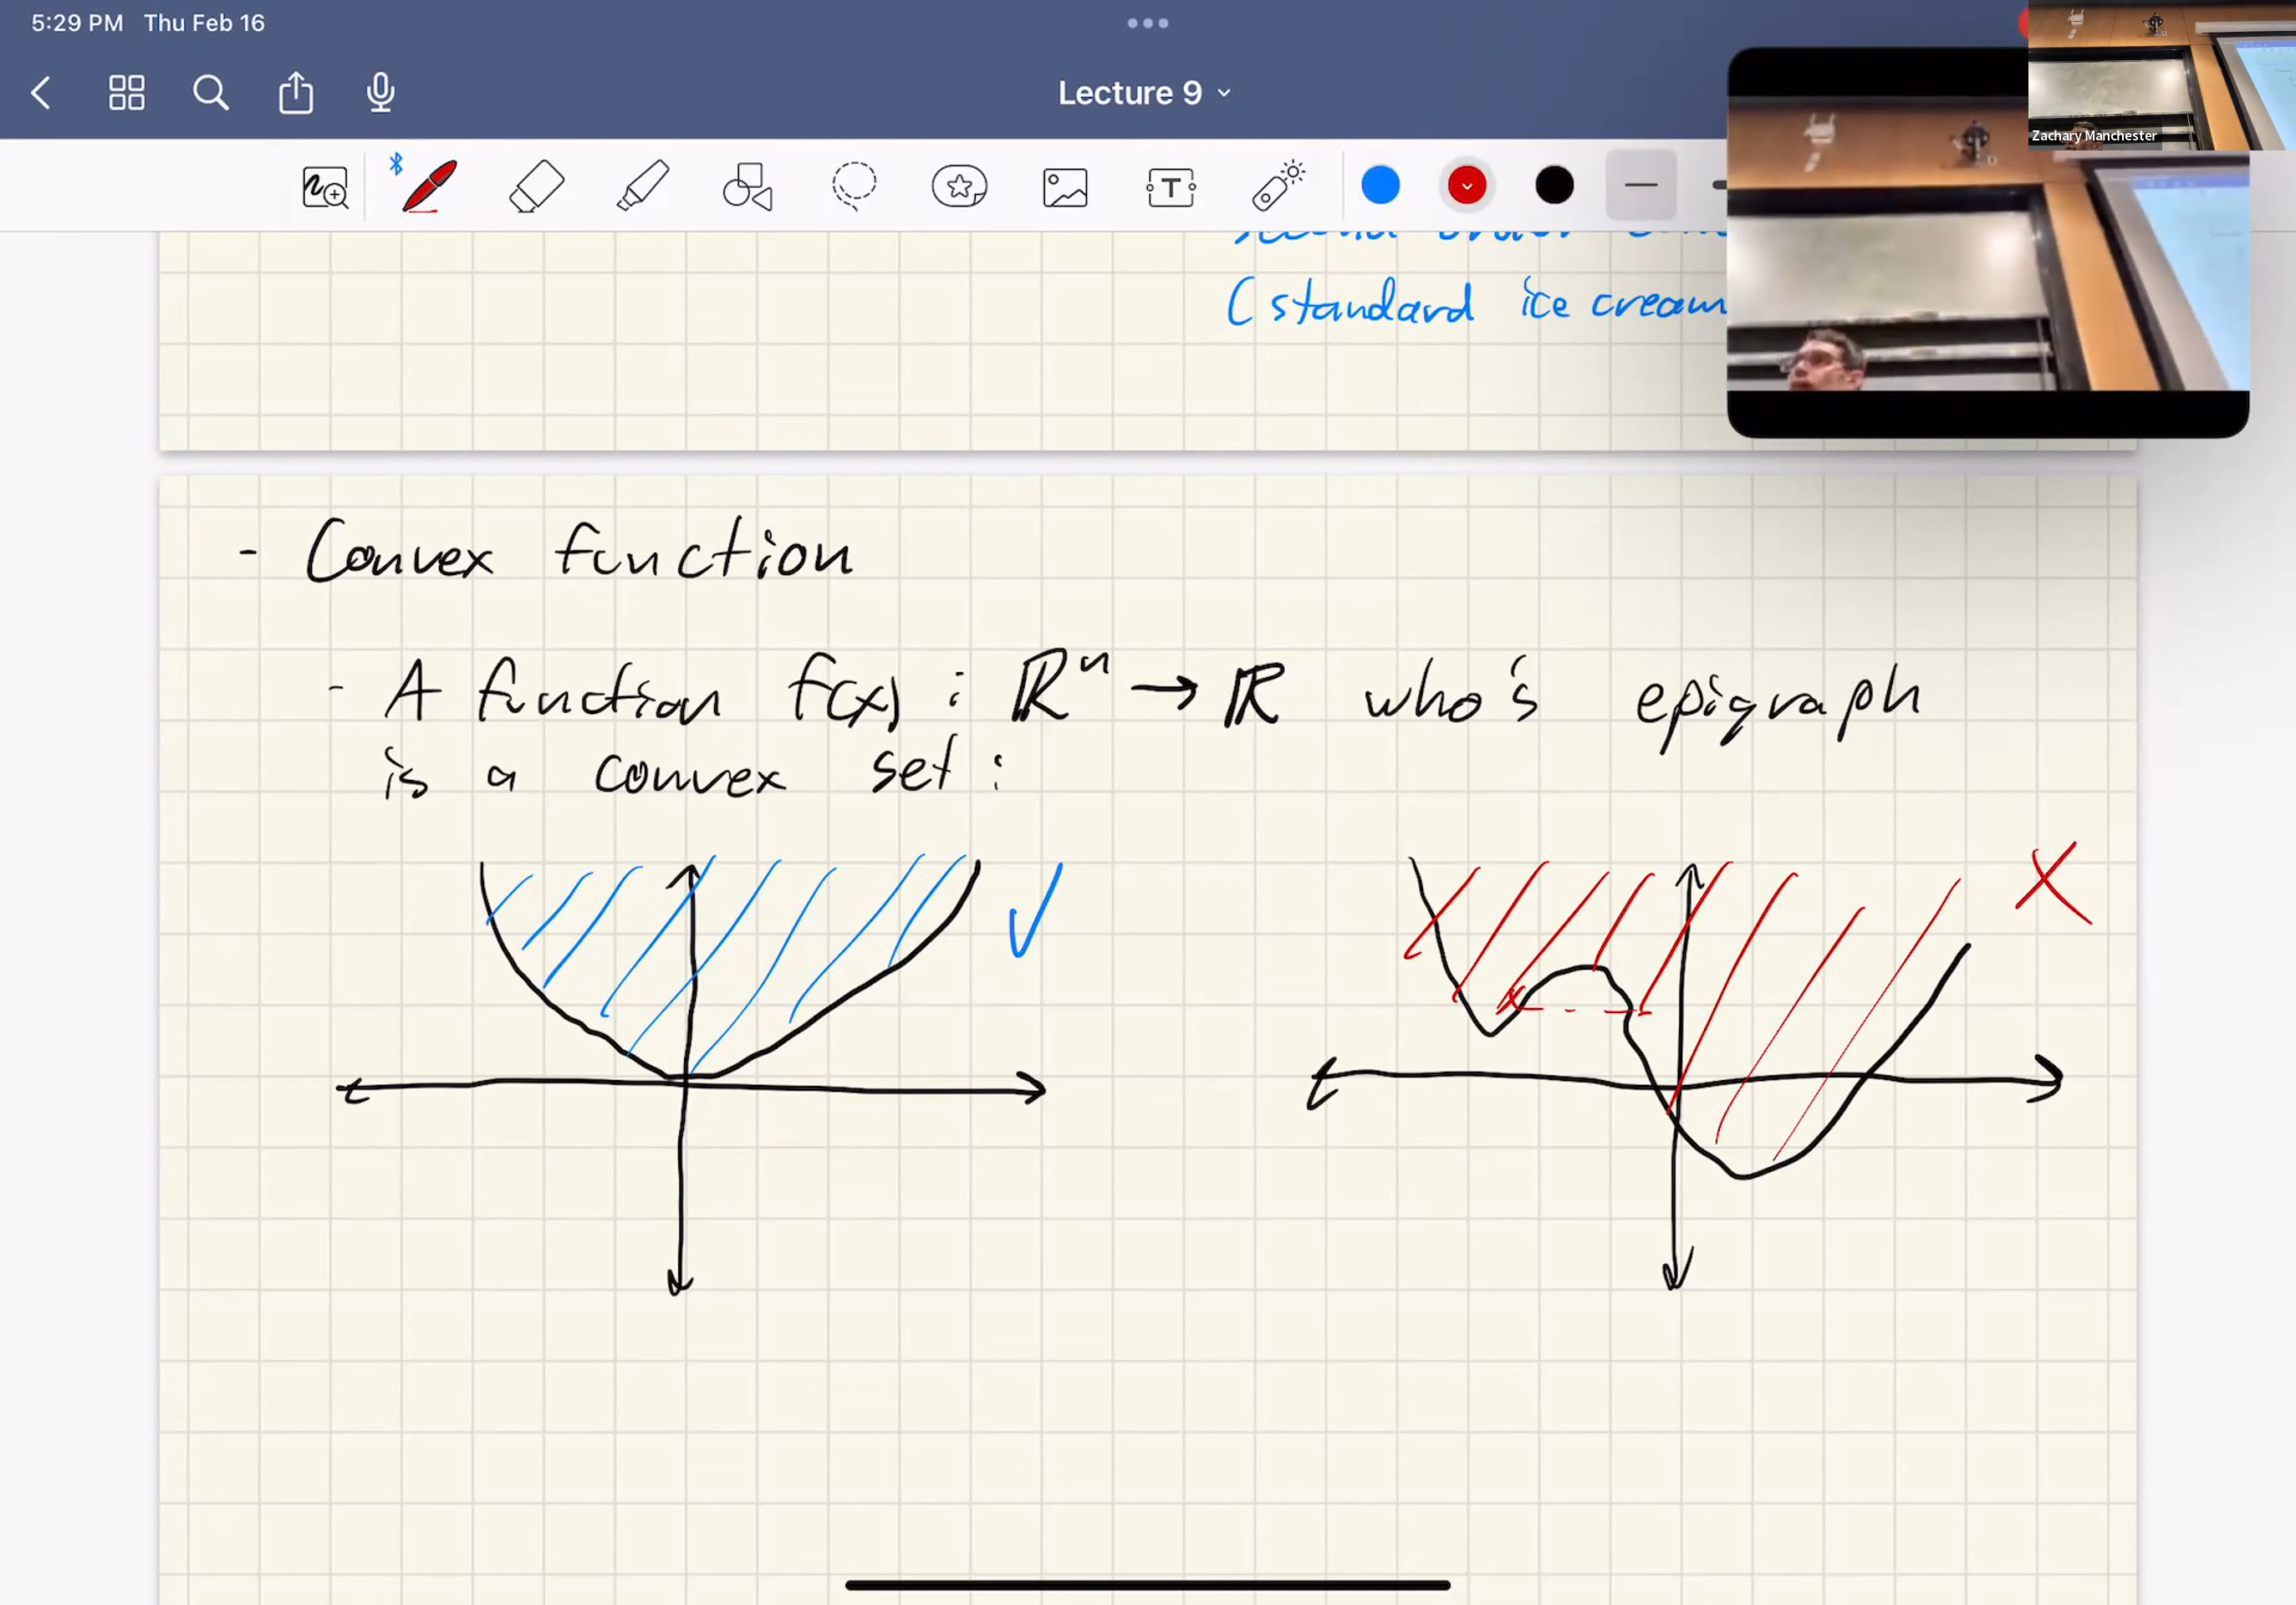 5:29 PM Thu Feb 16
Lecture 9
Zachary Manchester
T
(standard ice cream
- Convex function
- A function f(x) : ℝⁿ → ℝ who's epigraph
is a convex set :